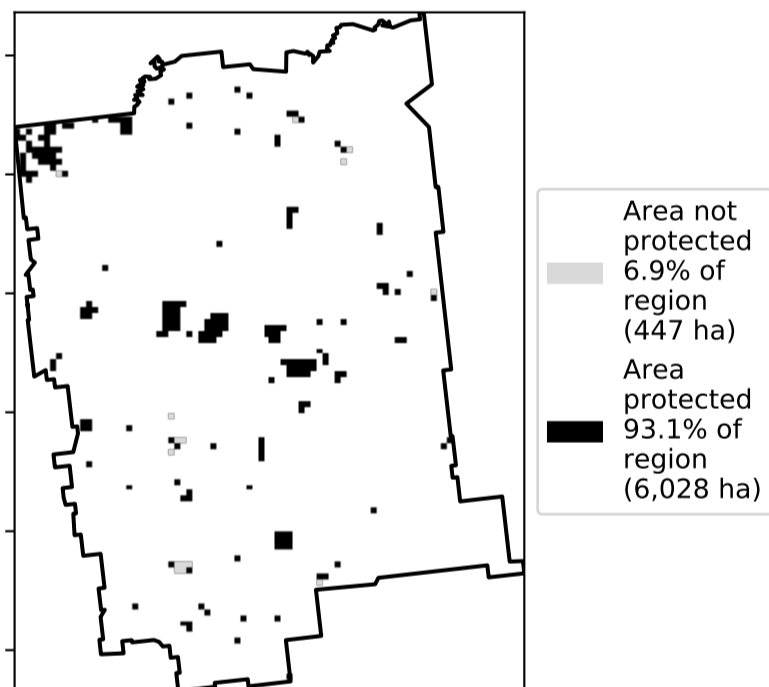 Area not
protected
6.9% of
region
(447 ha)
Area
protected
93.1% of
region
(6,028 ha)